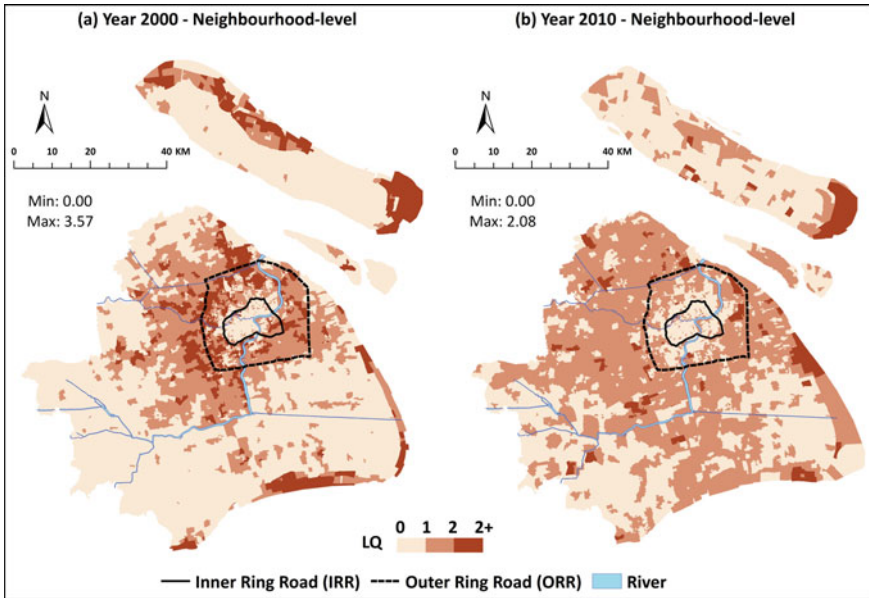 (a) Year 2000 - Neighbourhood-level
(b) Year 2010 - Neighbourhood-level
N
0 20 40 KM
Min: 0.00
Max: 3.57
N
0 20 40 KM
Min: 0.00
Max: 2.08
0 1 2 2+
LQ
Inner Ring Road (IRR) Outer Ring Road (ORR) River